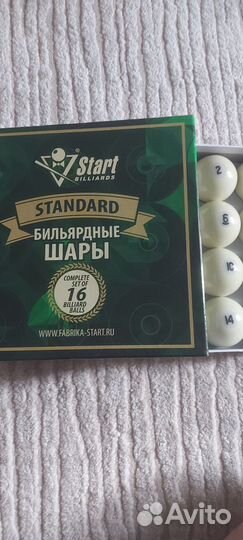 Start
BILLIARDS
STANDARD
БИЛЬЯРДНЫЕ
ШАРЫ
COMPLETE
SET OF
16
BILLIARD
BALLS
WWW.FABRIKA-START.RU
2
6
10
14
Avito